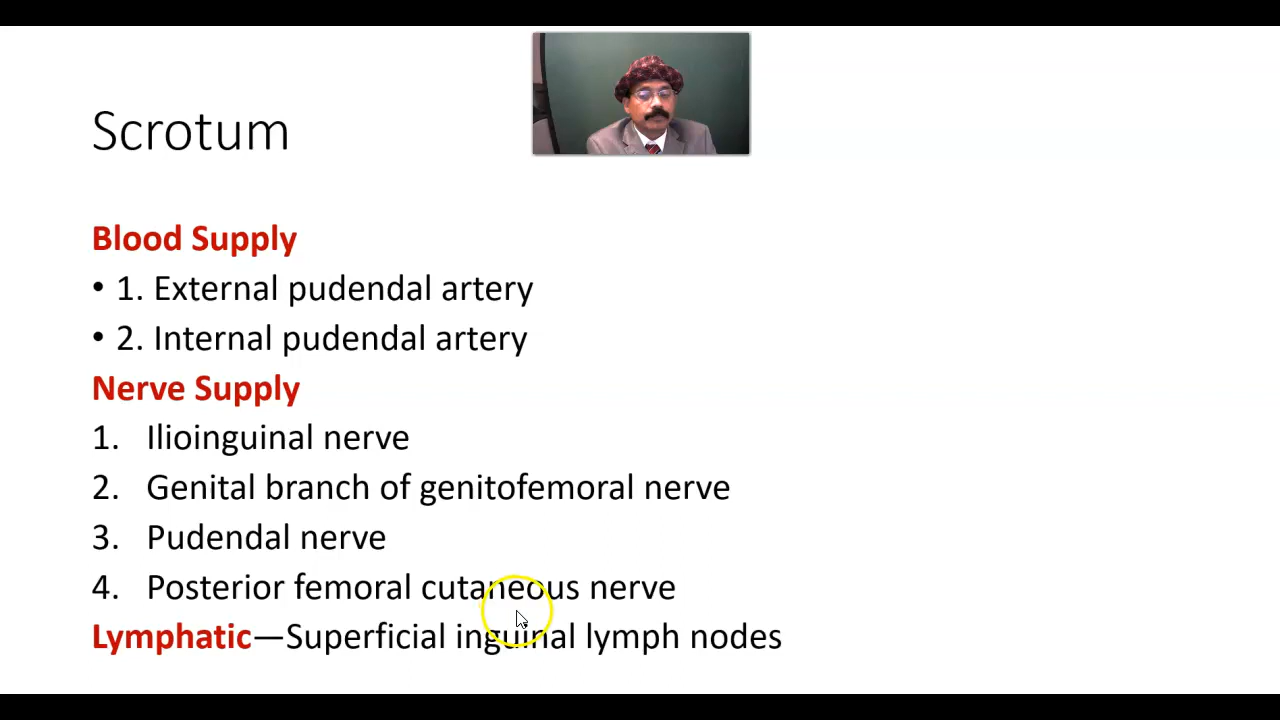 Scrotum
Blood Supply
• 1. External pudendal artery
• 2. Internal pudendal artery
Nerve Supply
1. Ilioinguinal nerve
2. Genital branch of genitofemoral nerve
3. Pudendal nerve
4. Posterior femoral cutaneous nerve
Lymphatic—Superficial inguinal lymph nodes